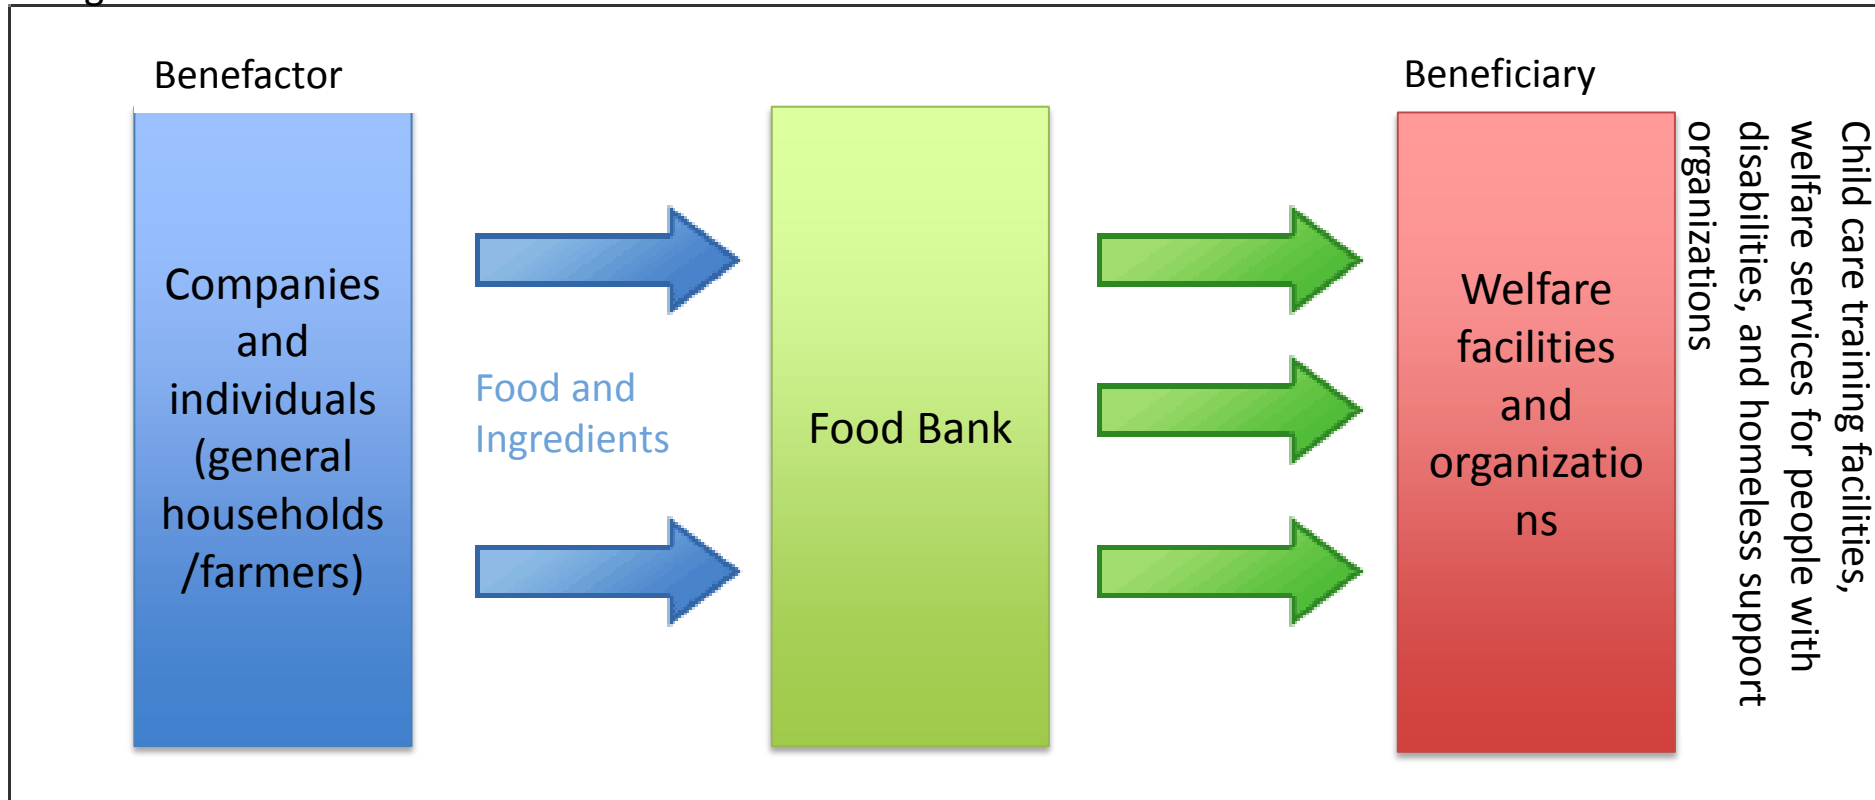 Benefactor
Companies
and
individuals
(general
households
/farmers)
Food and
Ingredients
Food Bank
Beneficiary
Welfare
facilities
and
organizatio
ns
Child care training facilities,
welfare services for people with
disabilities, and homeless support
organizations